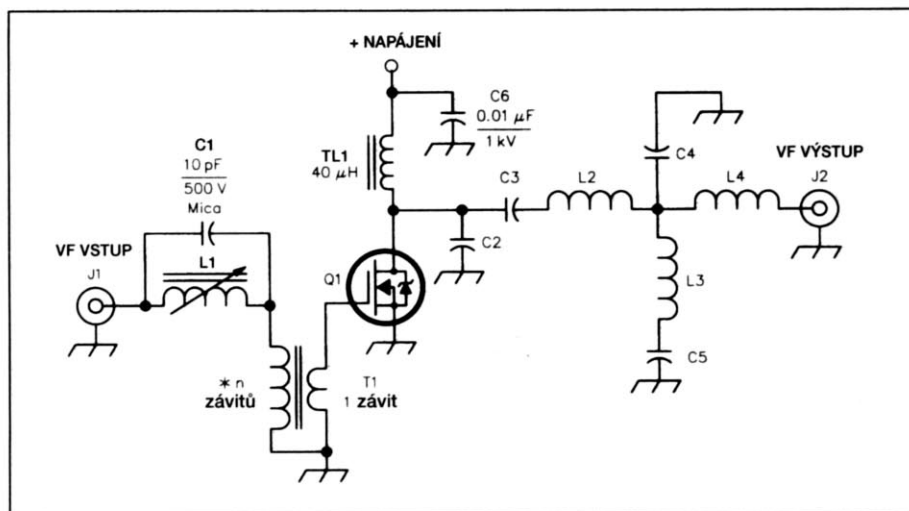 + NAPÁJENÍ
C6
0.01 µF
1 kV
C1
10 pF
500 V
Mica
TL1
40 µH
VF VÝSTUP
J2
C4
C3
L2
L4
VF VSTUP
J1
L1
C2
Q1
L3
C5
* n
závitů
T1
1 závit